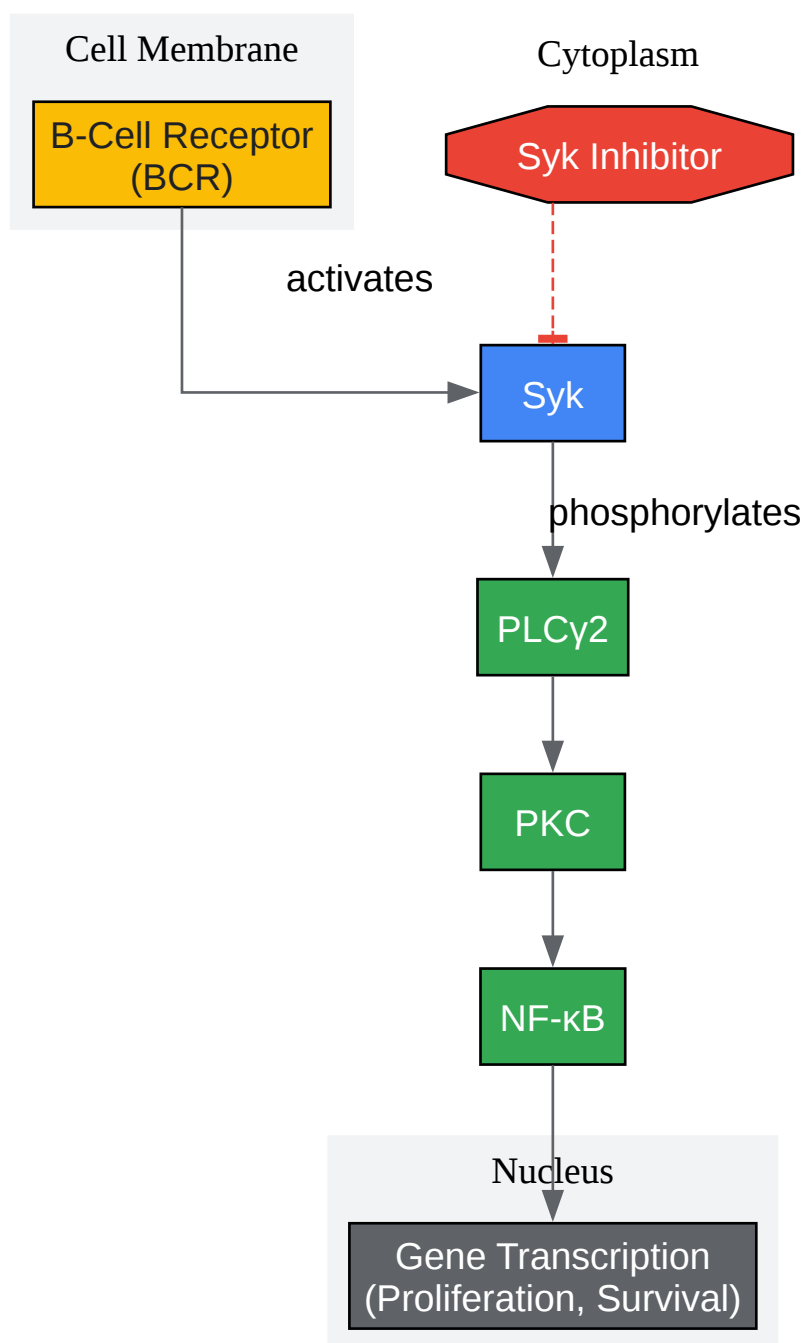 Cell Membrane
B-Cell Receptor
(BCR)
Cytoplasm
Syk Inhibitor
activates
Syk
phosphorylates
PLCγ2
PKC
NF-κB
Nucleus
Gene Transcription
(Proliferation, Survival)